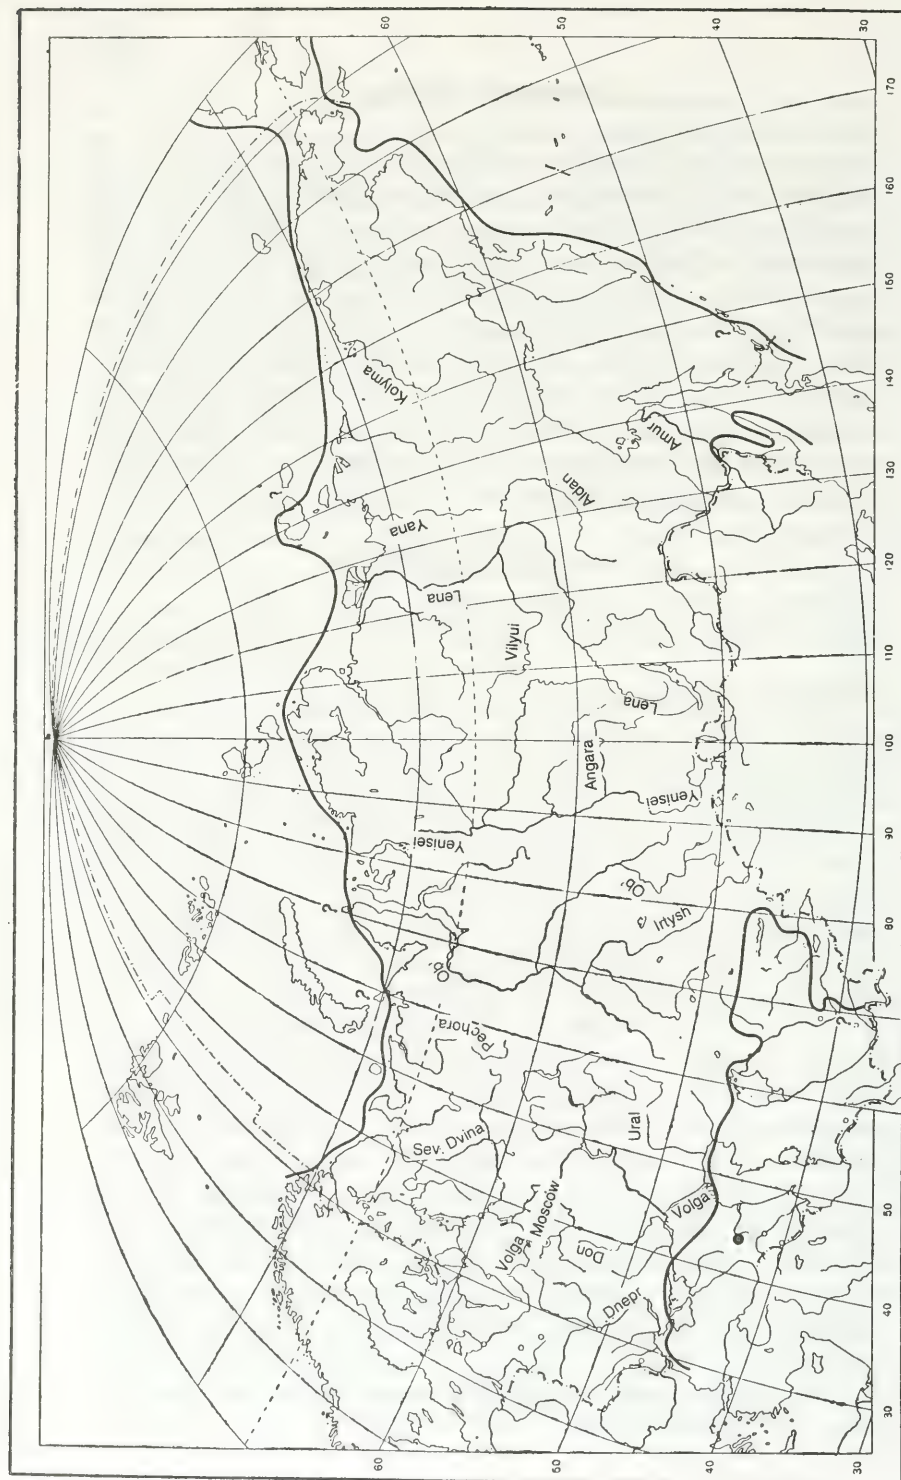 60
50
40
30
170
160
150
?
140
Kolyma
Amur
130
?
Aldan
Yana
120
Lena
Vilyui
110
Lena
100
Angara
Yenisei
Yenisei
90
Ob'
Irtysh
80
?
?
Ob'
?
Pechora
Ural
Sev. Dvina
Volga
50
Moscow
Volga
Don
40
Dnepr
30
60
50
40
30